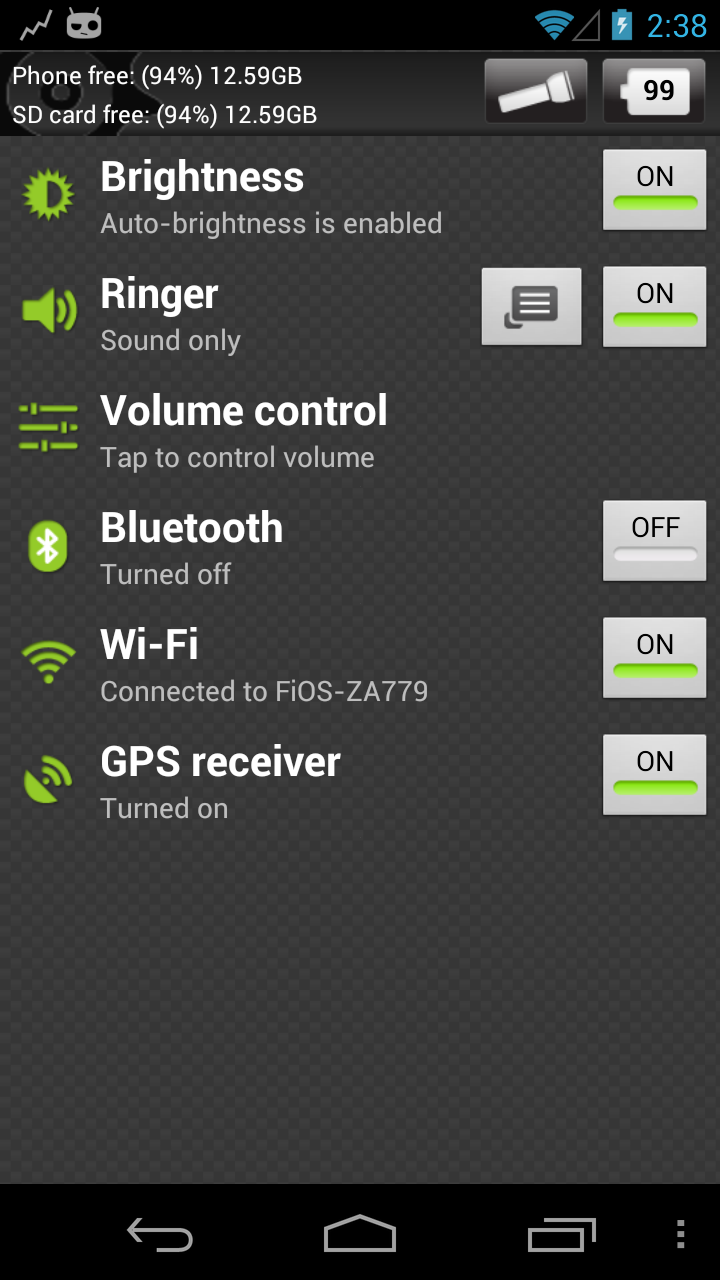 2:38
Phone free: (94%) 12.59GB
SD card free: (94%) 12.59GB
99
Brightness
ON
Auto-brightness is enabled
Ringer
ON
Sound only
Volume control
Tap to control volume
Bluetooth
OFF
Turned off
Wi-Fi
ON
Connected to FiOS-ZA779
GPS receiver
ON
Turned on